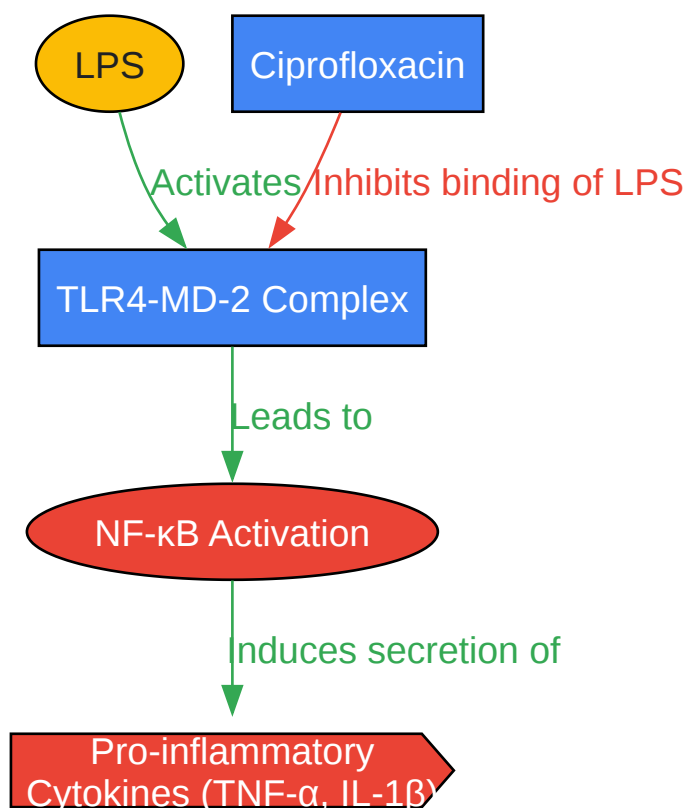 LPS
Ciprofloxacin
Activates
Inhibits binding of LPS
TLR4-MD-2 Complex
Leads to
NF-κB Activation
Induces secretion of
Pro-inflammatory
Cytokines (TNF-α, IL-1β)